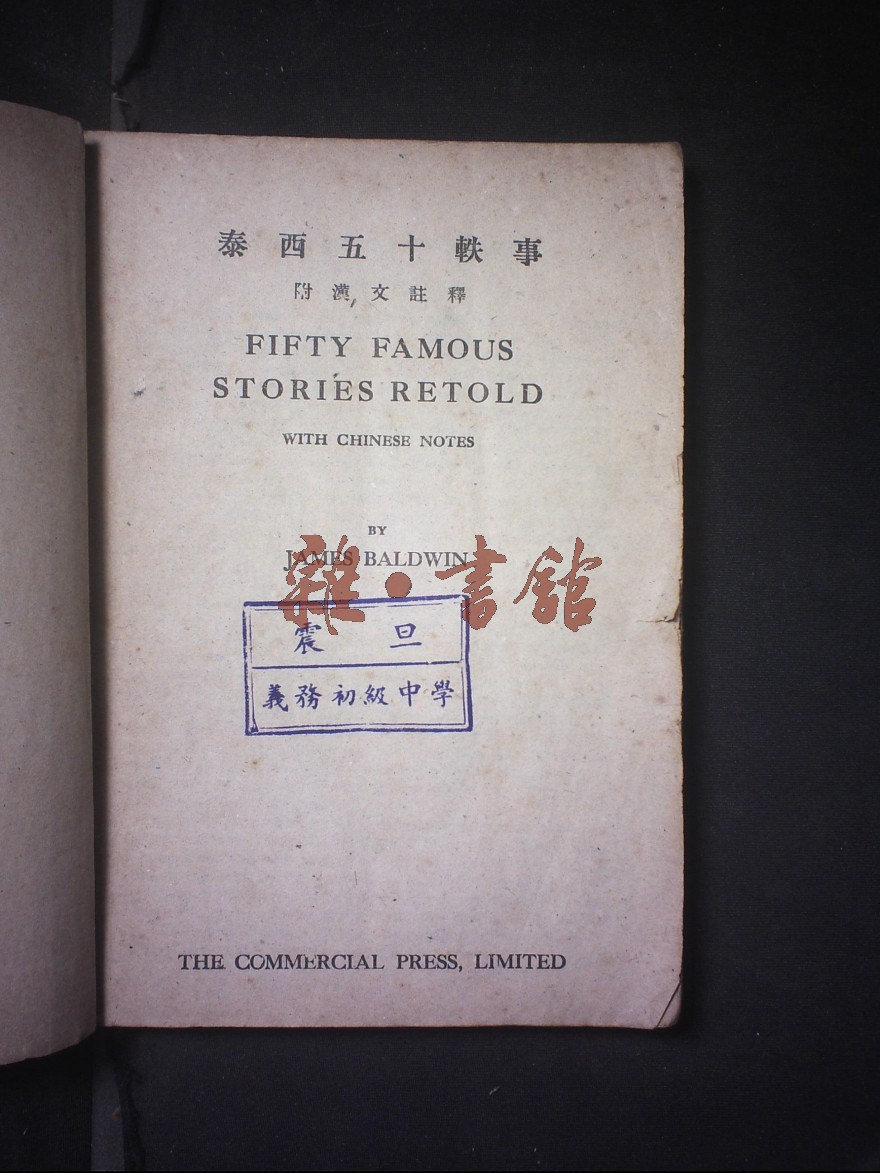 泰西五十軼事
附漢文註釋
FIFTY FAMOUS
STORIES RETOLD
WITH CHINESE NOTES
BY
JAMES BALDWIN
雜·書館
震旦
義務初級中學
THE COMMERCIAL PRESS, LIMITED